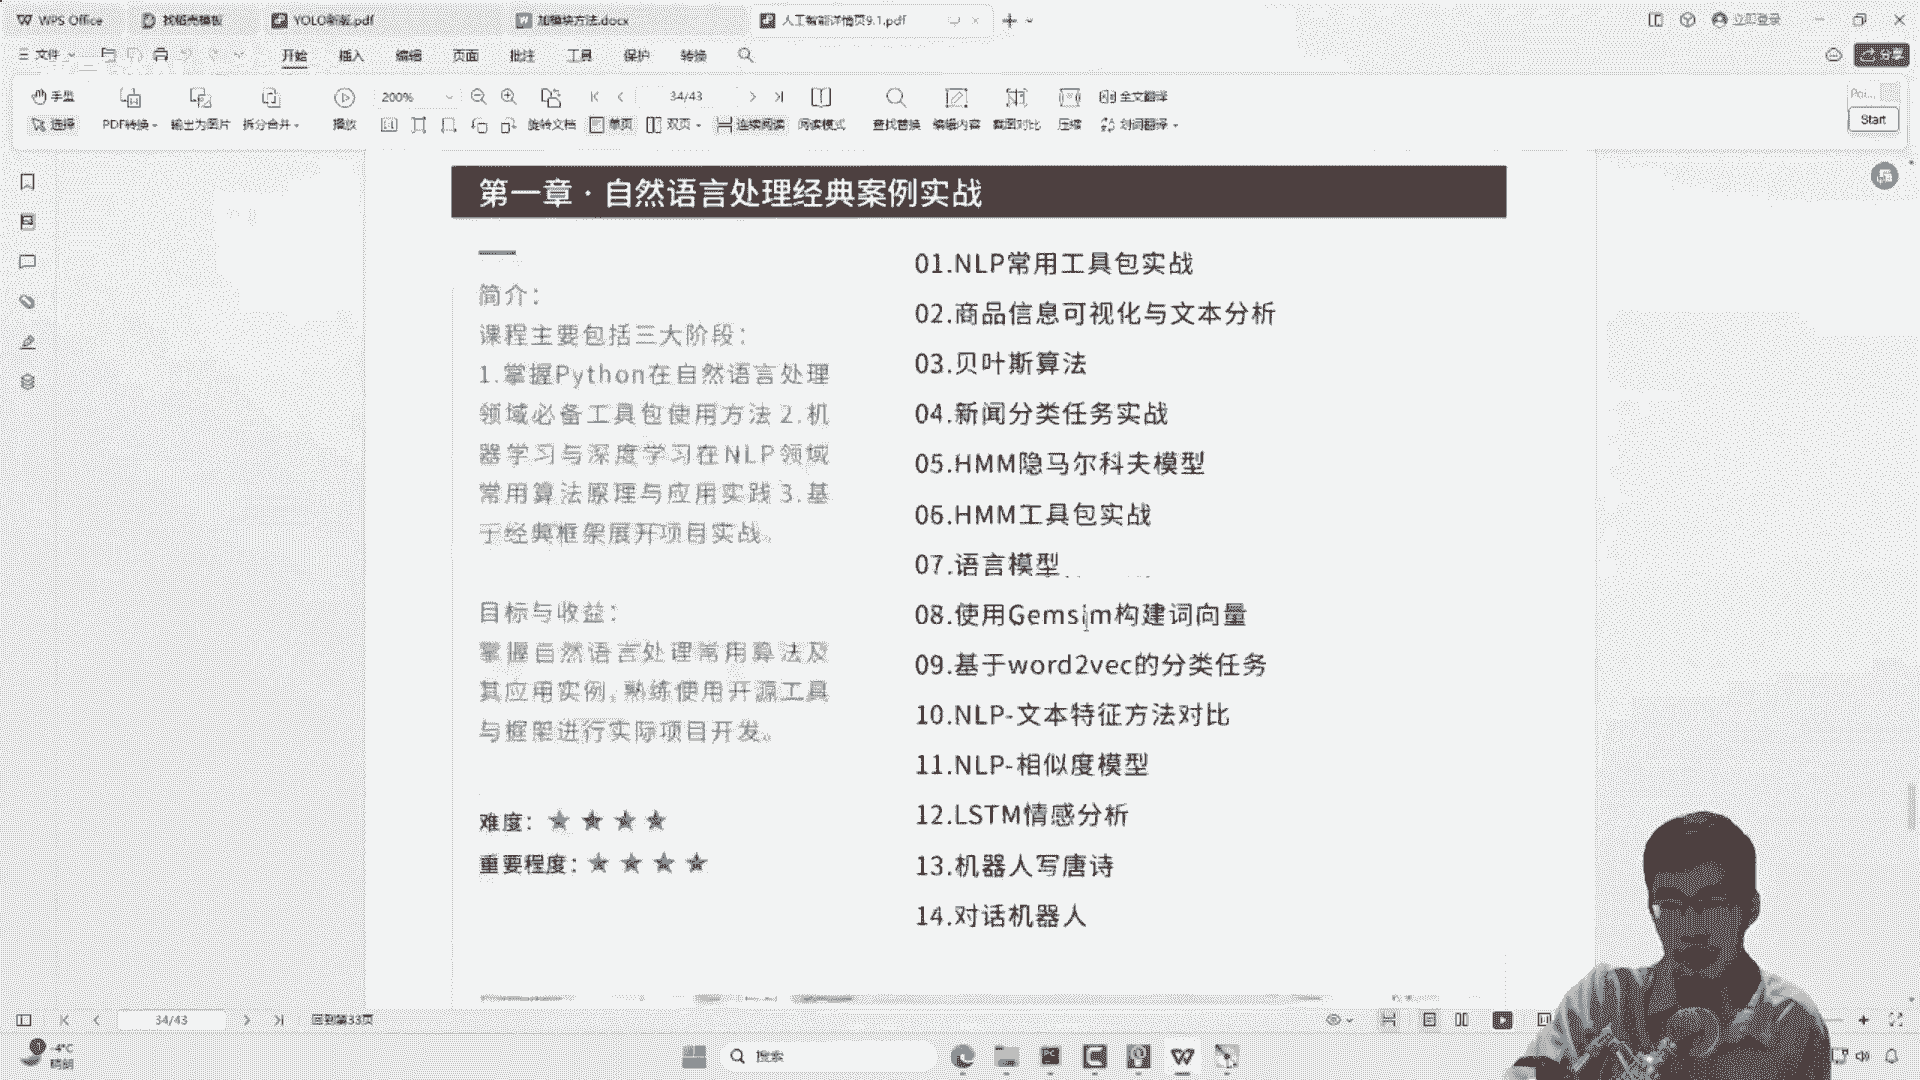 WPS Office
找稻壳模板
YOLO新版.pdf
加模块方法.docx
人工智能详情页9.1.pdf
立即登录
文件
开始
插入
编辑
页面
批注
工具
保护
转换
分享
手型
选择
PDF转换
输出为图片
拆分合并
播放
200%
旋转文档
单页
双页
连续阅读
34/43
阅读模式
查找替换
编辑内容
截图对比
压缩
全文翻译
划词翻译
Start
第一章·自然语言处理经典案例实战
简介：
课程主要包括三大阶段：
1.掌握Python在自然语言处理
领域必备工具包使用方法 2.机
器学习与深度学习在NLP领域
常用算法原理与应用实践 3.基
于经典框架展开项目实战。
目标与收益：
掌握自然语言处理常用算法及
其应用实例，熟练使用开源工具
与框架进行实际项目开发。
难度：★ ★ ★ ★
重要程度：★ ★ ★ ★
01.NLP常用工具包实战
02.商品信息可视化与文本分析
03.贝叶斯算法
04.新闻分类任务实战
05.HMM隐马尔科夫模型
06.HMM工具包实战
07.语言模型
08.使用Gemsim构建词向量
09.基于word2vec的分类任务
10.NLP-文本特征方法对比
11.NLP-相似度模型
12.LSTM情感分析
13.机器人写唐诗
14.对话机器人
34/43
回到第33页
-4°C
晴朗
搜索